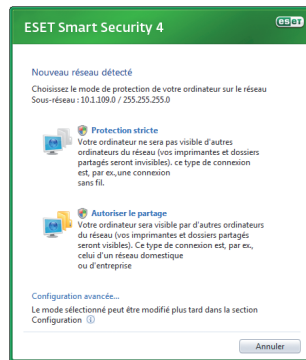 ESET Smart Security 4
eset
Nouveau réseau détecté
Choisissez le mode de protection de votre ordinateur sur le réseau
Sous-réseau : 10.1.109.0 / 255.255.255.0
Protection stricte
Votre ordinateur ne sera pas visible d'autres
ordinateurs du réseau (vos imprimantes et dossiers
partagés seront invisibles). ce type de connexion
est, par ex.,une connexion
sans fil.
Autoriser le partage
Votre ordinateur sera visible par d'autres ordinateurs
du réseau (vos imprimantes et dossiers partagés
seront visibles). Ce type de connexion est, par ex.,
celui d'un réseau domestique
ou d'entreprise
Configuration avancée...
Le mode sélectionné peut être modifié plus tard dans la section
Configuration
Annuler